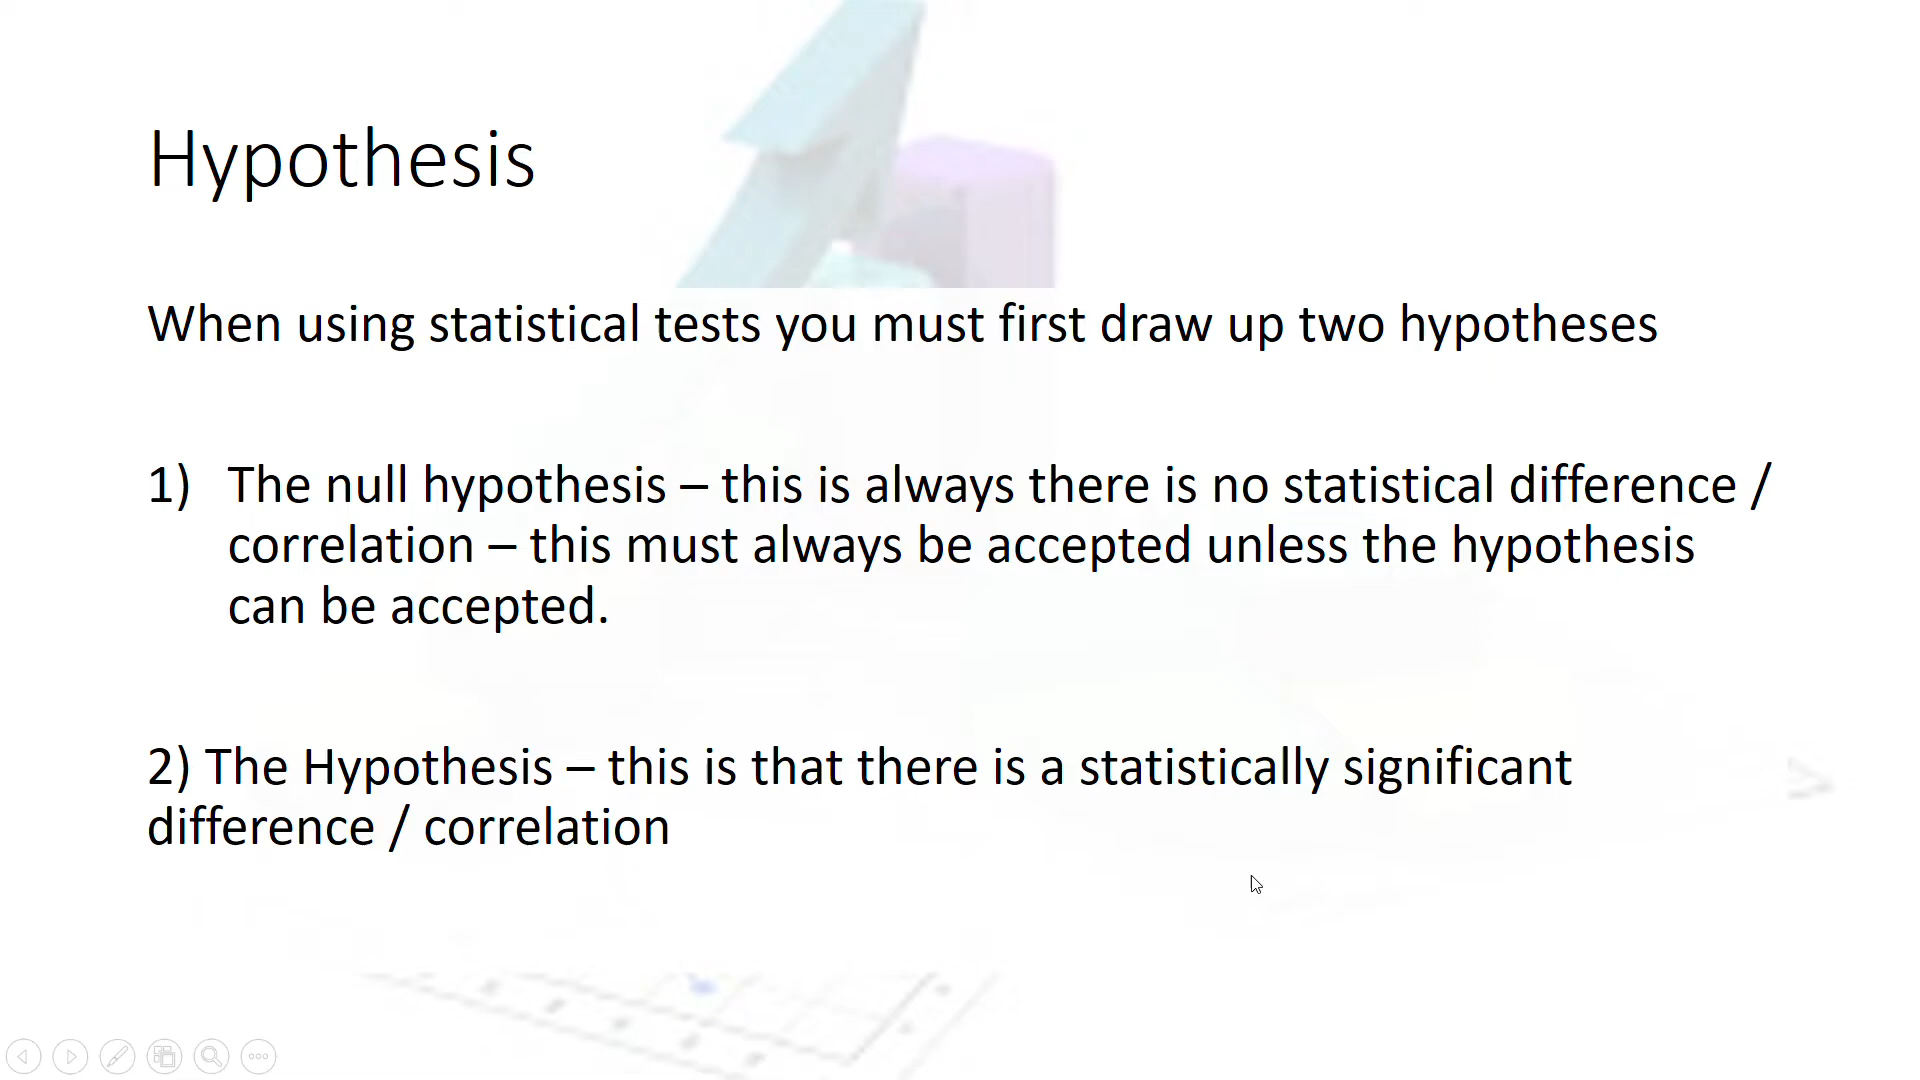 Hypothesis
When using statistical tests you must first draw up two hypotheses
1) The null hypothesis – this is always there is no statistical difference /
correlation – this must always be accepted unless the hypothesis
can be accepted.
2) The Hypothesis – this is that there is a statistically significant
difference / correlation